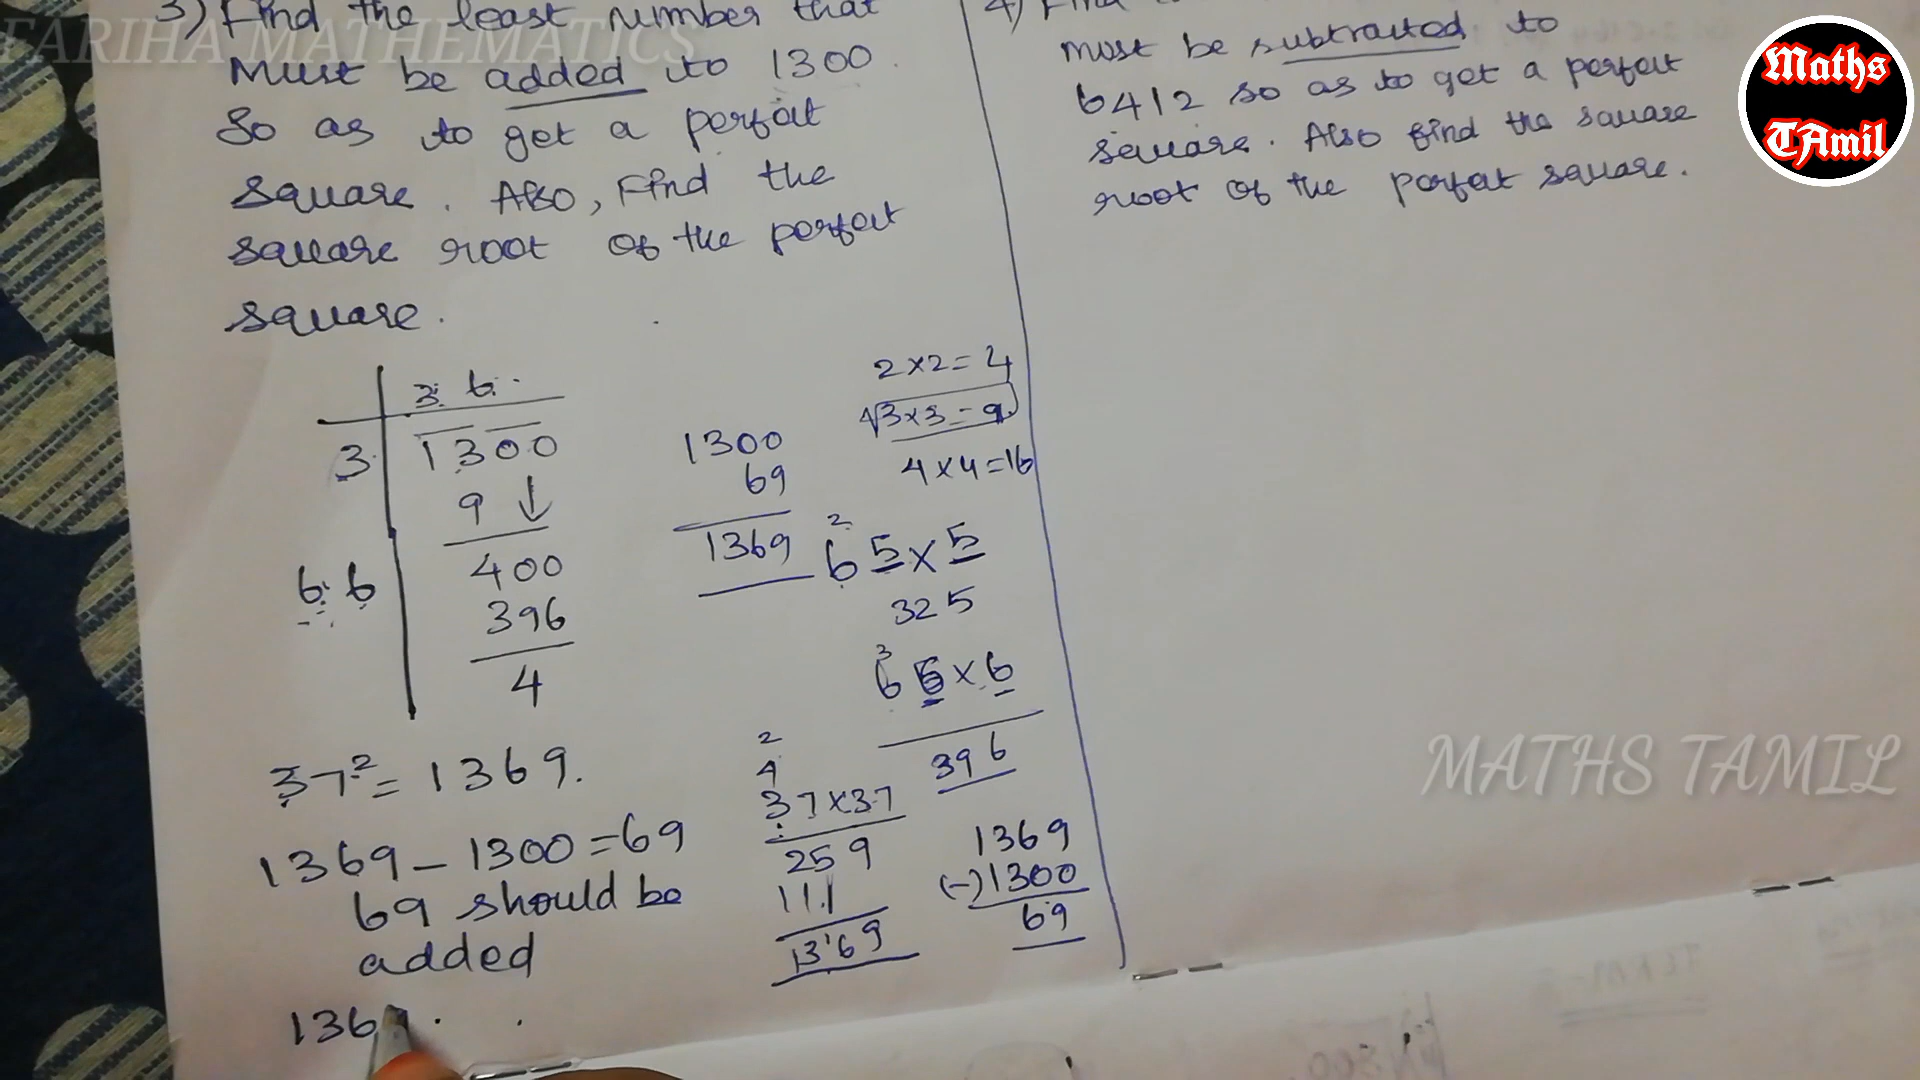 3) Find the least number that
Must be added to 1300
So as to get a perfect
square. Also, Find the
square root of the perfect
square.
3 6
3 1300
9
400
6 6
396
4
1300
69
1369
2×2=4
3×3=9
4×4=16
2
65×5
325
3
66×6
396
37²=1369.
1369-1300=69
69 should be
added
136
2
4
37×37
259
111
1369
1369
(-)1300
69
4)
must be subtracted to
6412 so as to get a perfect
square. Also find the square
root of the perfect square.
FARIHA MATHEMATICS
Maths
TAmil
MATHS TAMIL